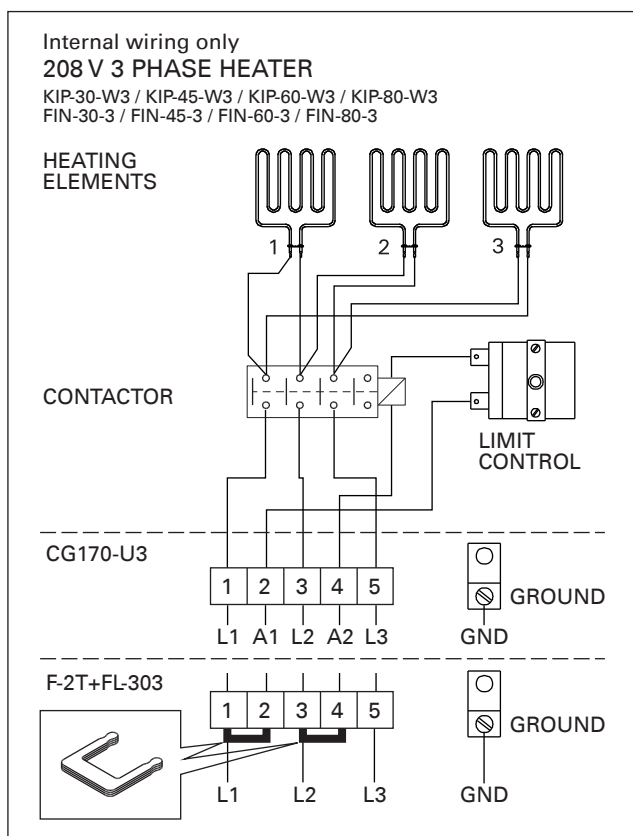 Internal wiring only
208 V 3 PHASE HEATER
KIP-30-W3 / KIP-45-W3 / KIP-60-W3 / KIP-80-W3
FIN-30-3 / FIN-45-3 / FIN-60-3 / FIN-80-3
HEATING
ELEMENTS
1 2 3
CONTACTOR
LIMIT
CONTROL
CG170-U3
1 2 3 4 5
GROUND
L1 A1 L2 A2 L3 GND
F-2T+FL-303
1 2 3 4 5
GROUND
L1 L2 L3 GND